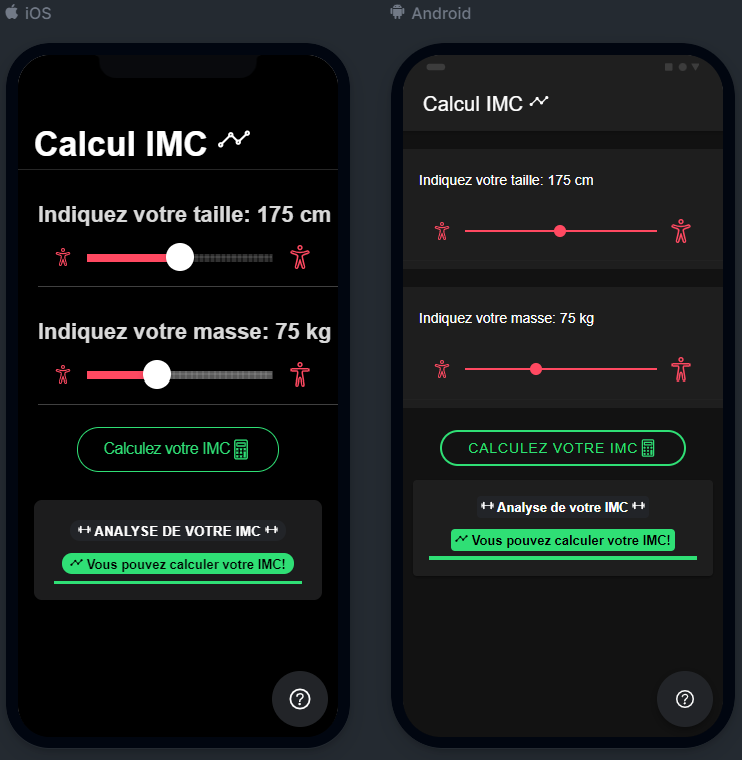 iOS
Calcul IMC
Indiquez votre taille: 175 cm
Indiquez votre masse: 75 kg
Calculez votre IMC
ANALYSE DE VOTRE IMC
Vous pouvez calculer votre IMC!
Android
Calcul IMC
Indiquez votre taille: 175 cm
Indiquez votre masse: 75 kg
CALCULEZ VOTRE IMC
Analyse de votre IMC
Vous pouvez calculer votre IMC!